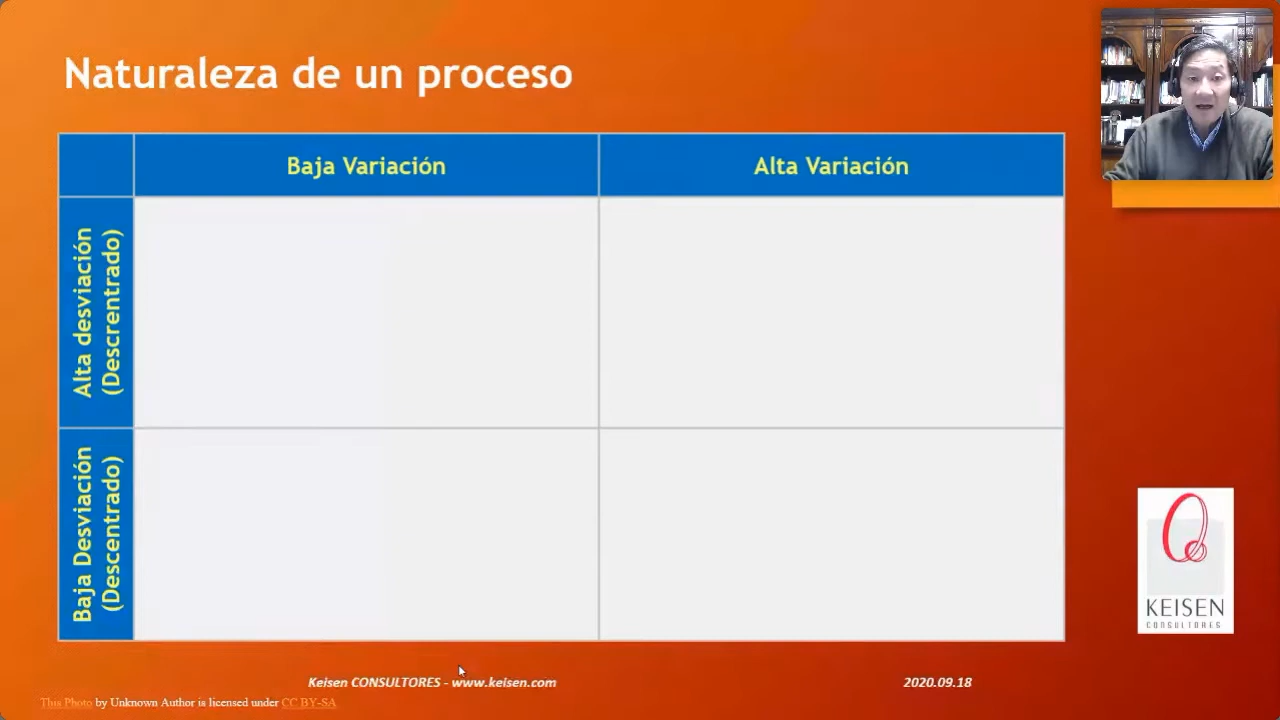 Naturaleza de un proceso
Baja Variación
Alta Variación
Alta desviación
(Descrentrado)
Baja Desviación
(Descentrado)
KEISEN
CONSULTORES
Keisen CONSULTORES - www.keisen.com
2020.09.18
This Photo by Unknown Author is licensed under CC BY-SA